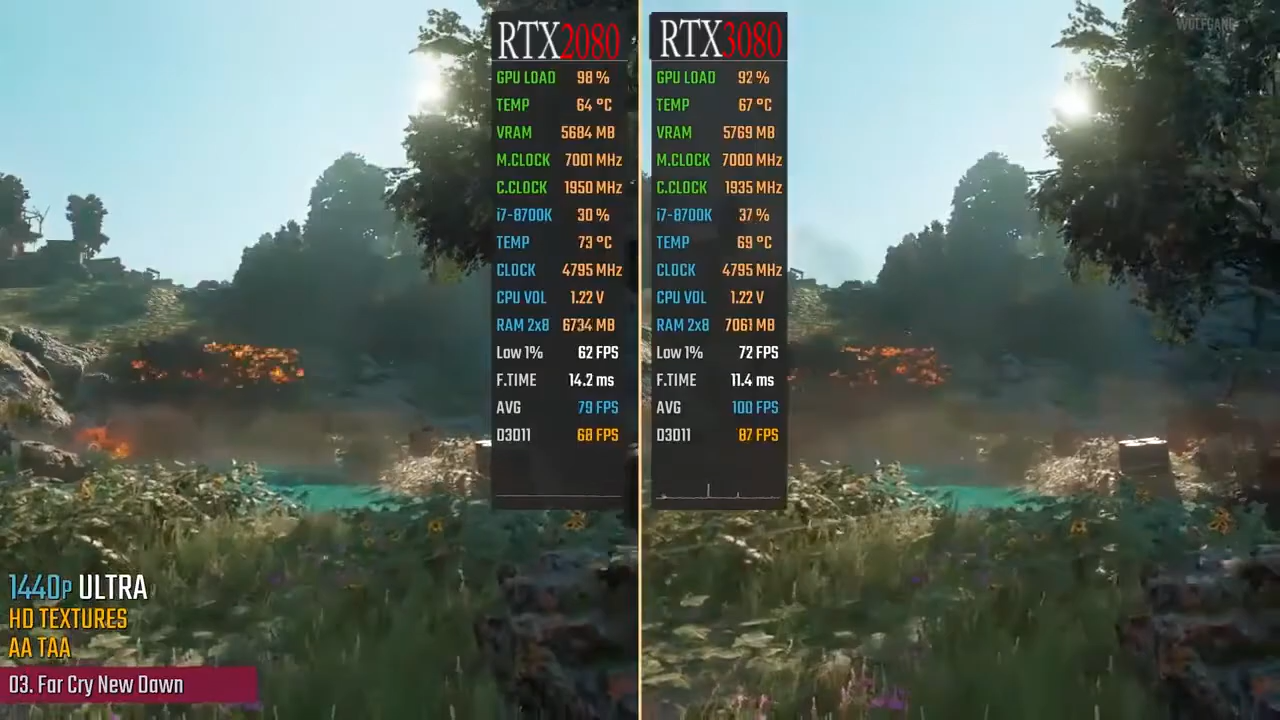 WOLFGANG
RTX2080
GPU LOAD 98 %
TEMP 64 °C
VRAM 5684 MB
M.CLOCK 7001 MHz
C.CLOCK 1950 MHz
i7-8700K 30 %
TEMP 73 °C
CLOCK 4795 MHz
CPU VOL 1.22 V
RAM 2x8 6734 MB
Low 1% 62 FPS
F.TIME 14.2 ms
AVG 79 FPS
D3D11 68 FPS
RTX3080
GPU LOAD 92 %
TEMP 67 °C
VRAM 5769 MB
M.CLOCK 7000 MHz
C.CLOCK 1935 MHz
i7-8700K 37 %
TEMP 69 °C
CLOCK 4795 MHz
CPU VOL 1.22 V
RAM 2x8 7061 MB
Low 1% 72 FPS
F.TIME 11.4 ms
AVG 100 FPS
D3D11 87 FPS
1440p ULTRA
HD TEXTURES
AA TAA
03. Far Cry New Dawn